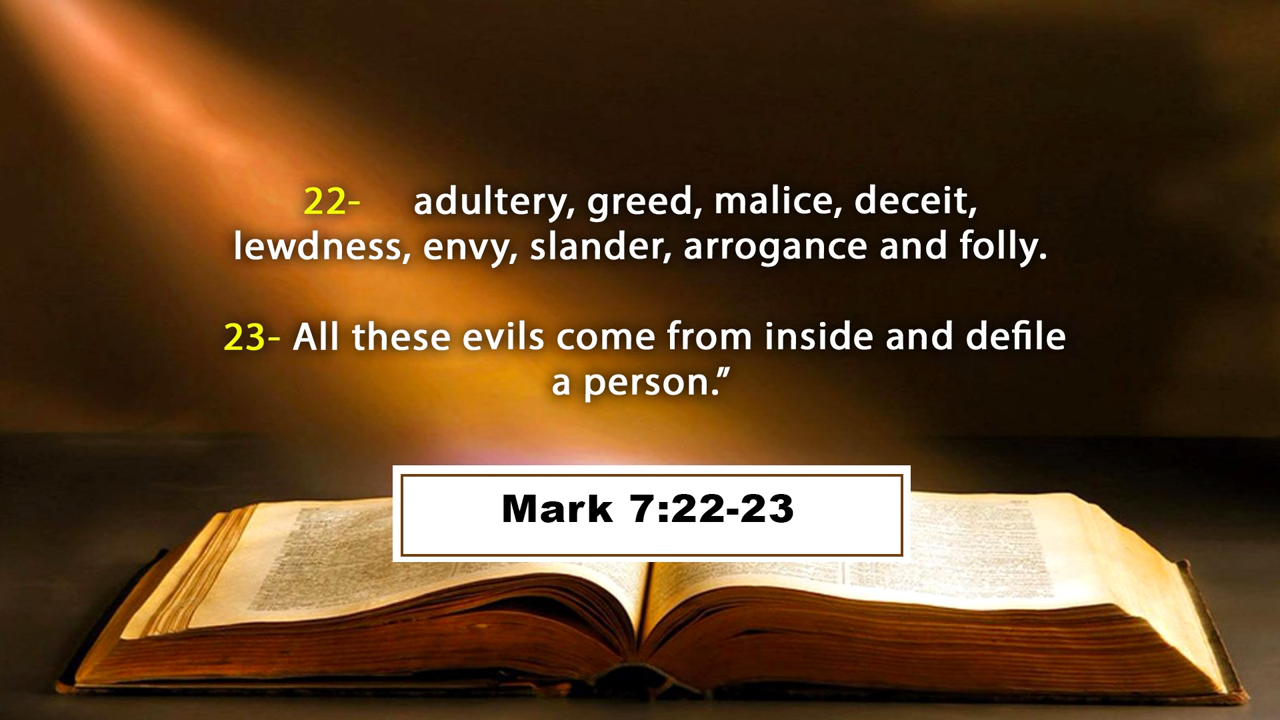 22- adultery, greed, malice, deceit,
lewdness, envy, slander, arrogance and folly.
23- All these evils come from inside and defile
a person.”
Mark 7:22-23